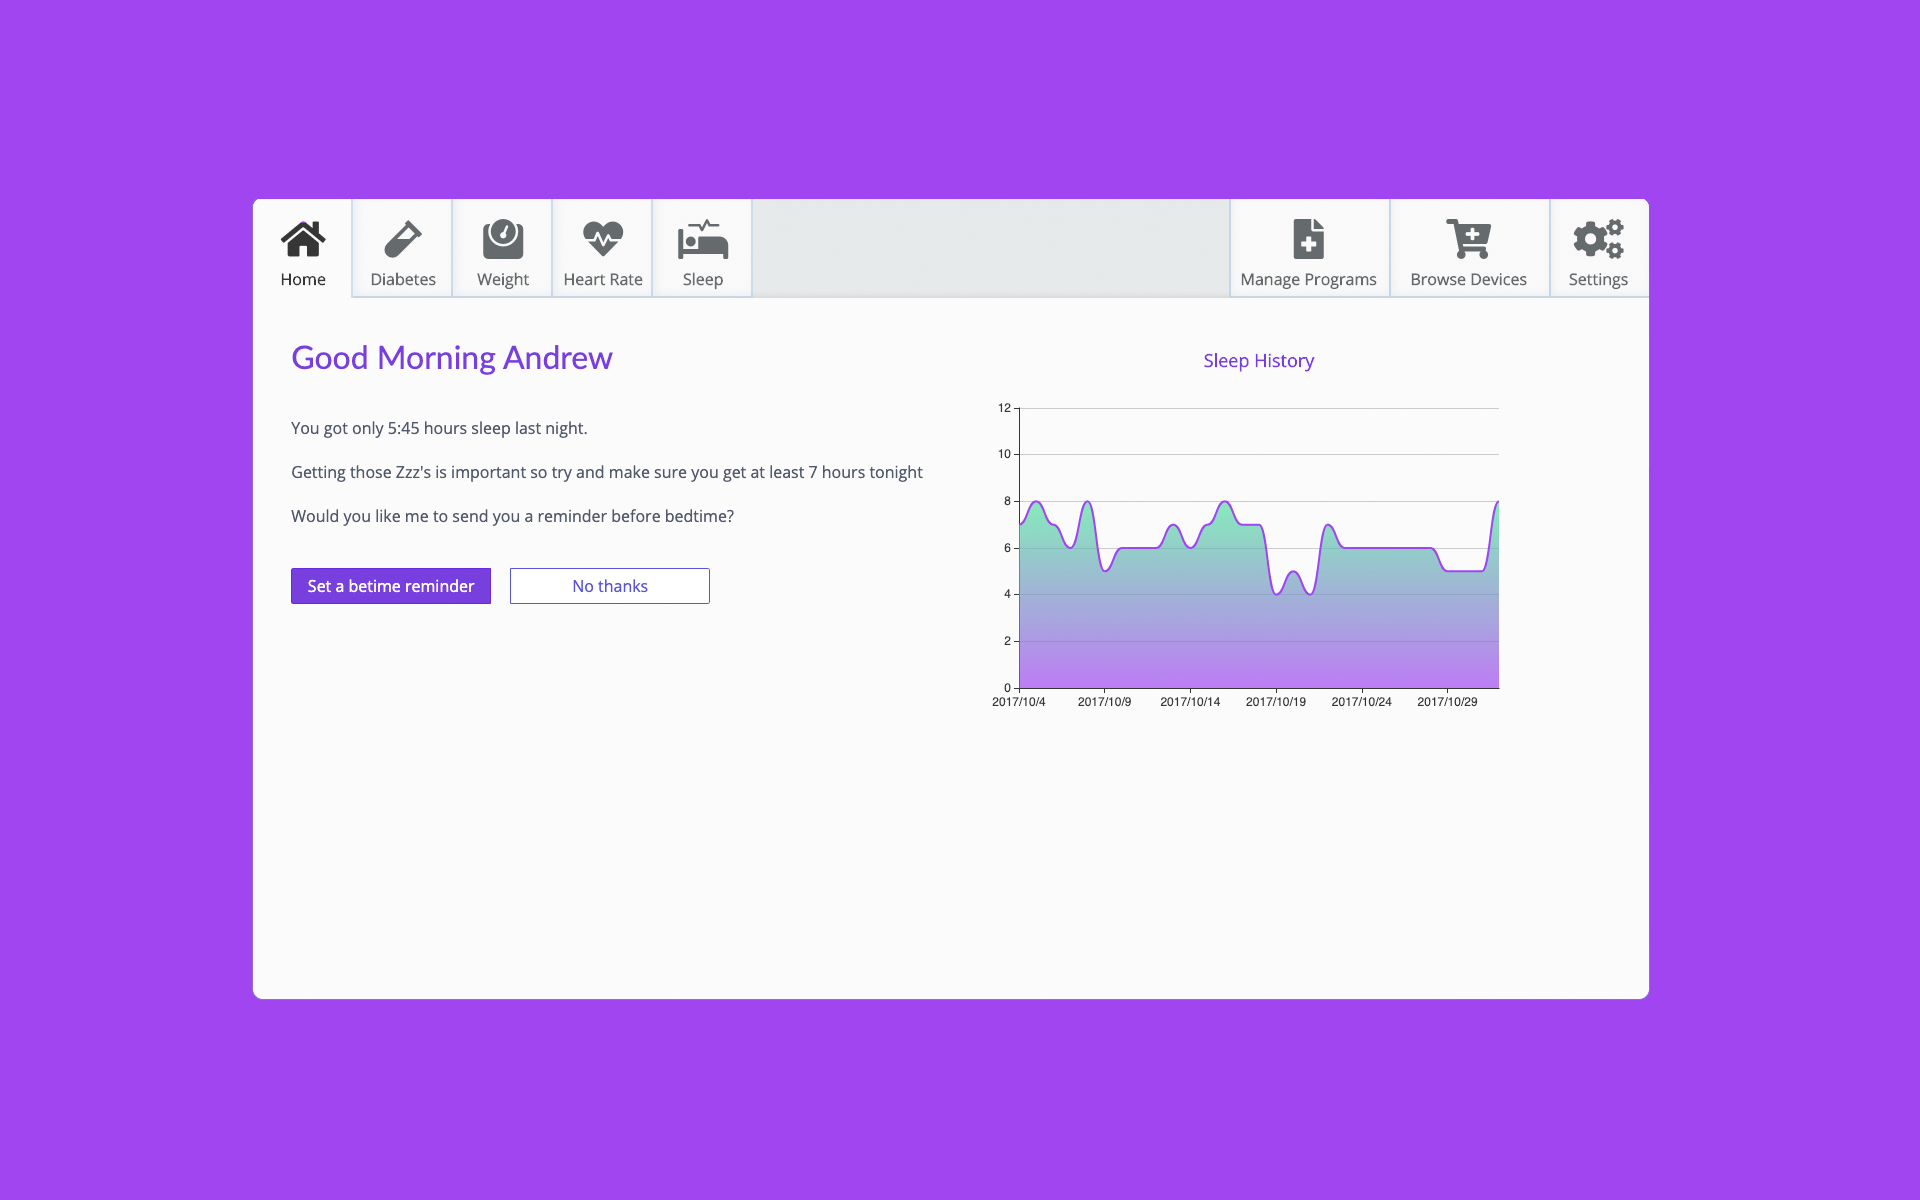 Home
Diabetes
Weight
Heart Rate
Sleep
Manage Programs
Browse Devices
Settings
Good Morning Andrew
You got only 5:45 hours sleep last night.
Getting those Zzz's is important so try and make sure you get at least 7 hours tonight
Would you like me to send you a reminder before bedtime?
Set a betime reminder
No thanks
Sleep History
12
10
8
6
4
2
0
2017/10/4
2017/10/9
2017/10/14
2017/10/19
2017/10/24
2017/10/29